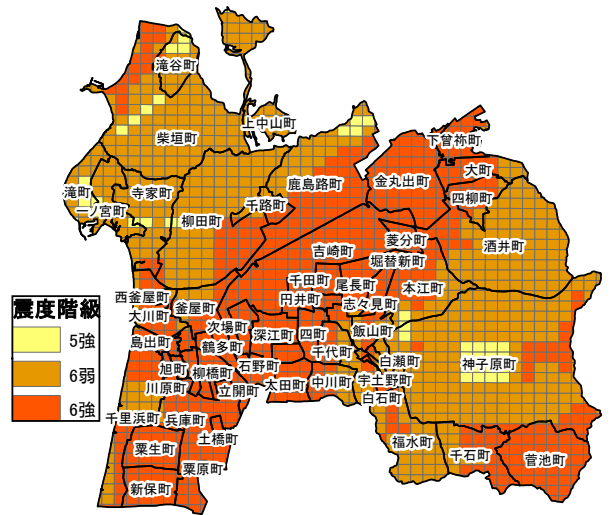 滝谷町
上中山町
柴垣町
下曾祢町
大町
鹿島路町
金丸出町
滝町
寺家町
四柳町
一ノ宮町
千路町
柳田町
菱分町
酒井町
吉崎町
堀替新町
千田町
尾長町
本江町
西釜屋町
釜屋町
円井町
志々見町
大川町
次場町
飯山町
震度階級
5強
6弱
6強
島出町
鶴多町
深江町
四町
千代町
白瀬町
神子原町
旭町
柳橋町
石野町
宇土野町
川原町
立開町
太田町
中川町
白石町
千里浜町
兵庫町
土橋町
福水町
粟生町
千石町
菅池町
粟原町
新保町